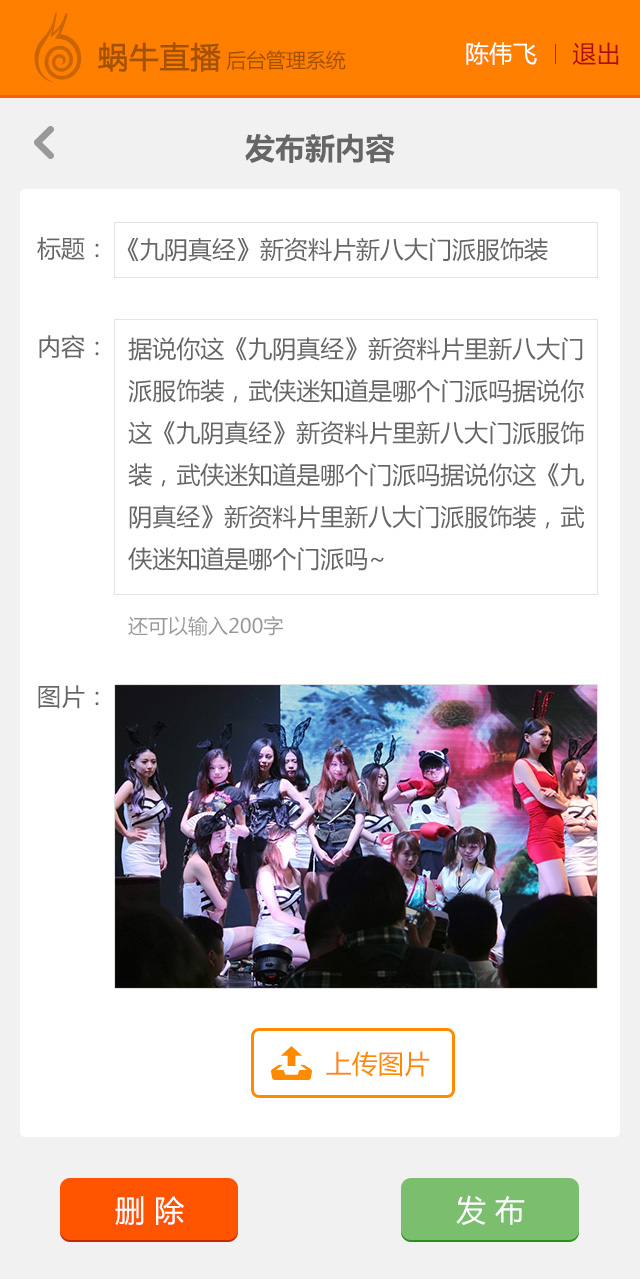 蜗牛直播 后台管理系统
陈伟飞 | 退出
发布新内容
标题：
《九阴真经》新资料片新八大门派服饰装
内容：
据说你这《九阴真经》新资料片里新八大门
派服饰装，武侠迷知道是哪个门派吗据说你
这《九阴真经》新资料片里新八大门派服饰
装，武侠迷知道是哪个门派吗据说你这《九
阴真经》新资料片里新八大门派服饰装，武
侠迷知道是哪个门派吗~
还可以输入200字
图片：
上传图片
删 除
发 布